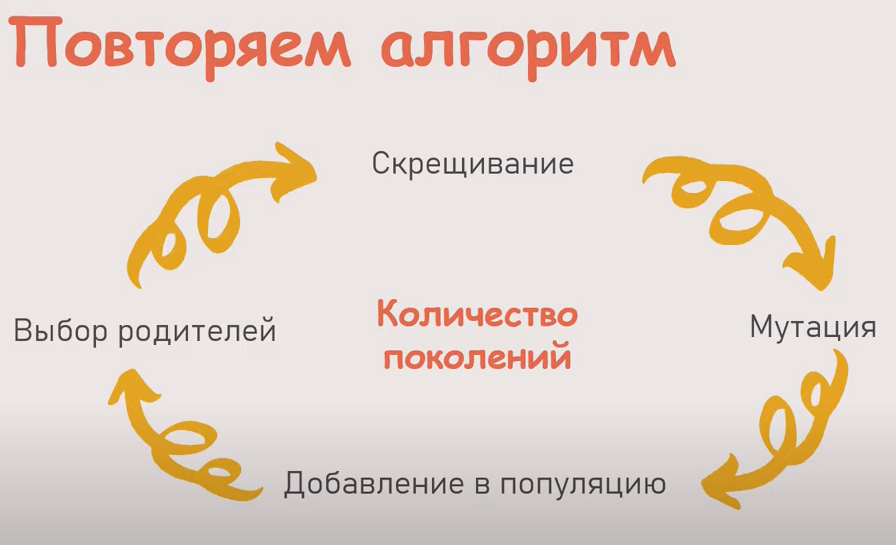 Повторяем алгоритм
Скрещивание
Выбор родителей
Количество
поколений
Мутация
Добавление в популяцию